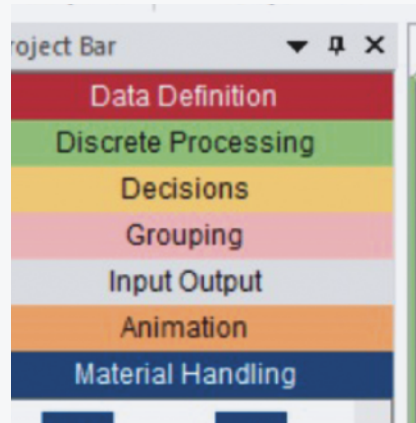 roject Bar
Data Definition
Discrete Processing
Decisions
Grouping
Input Output
Animation
Material Handling